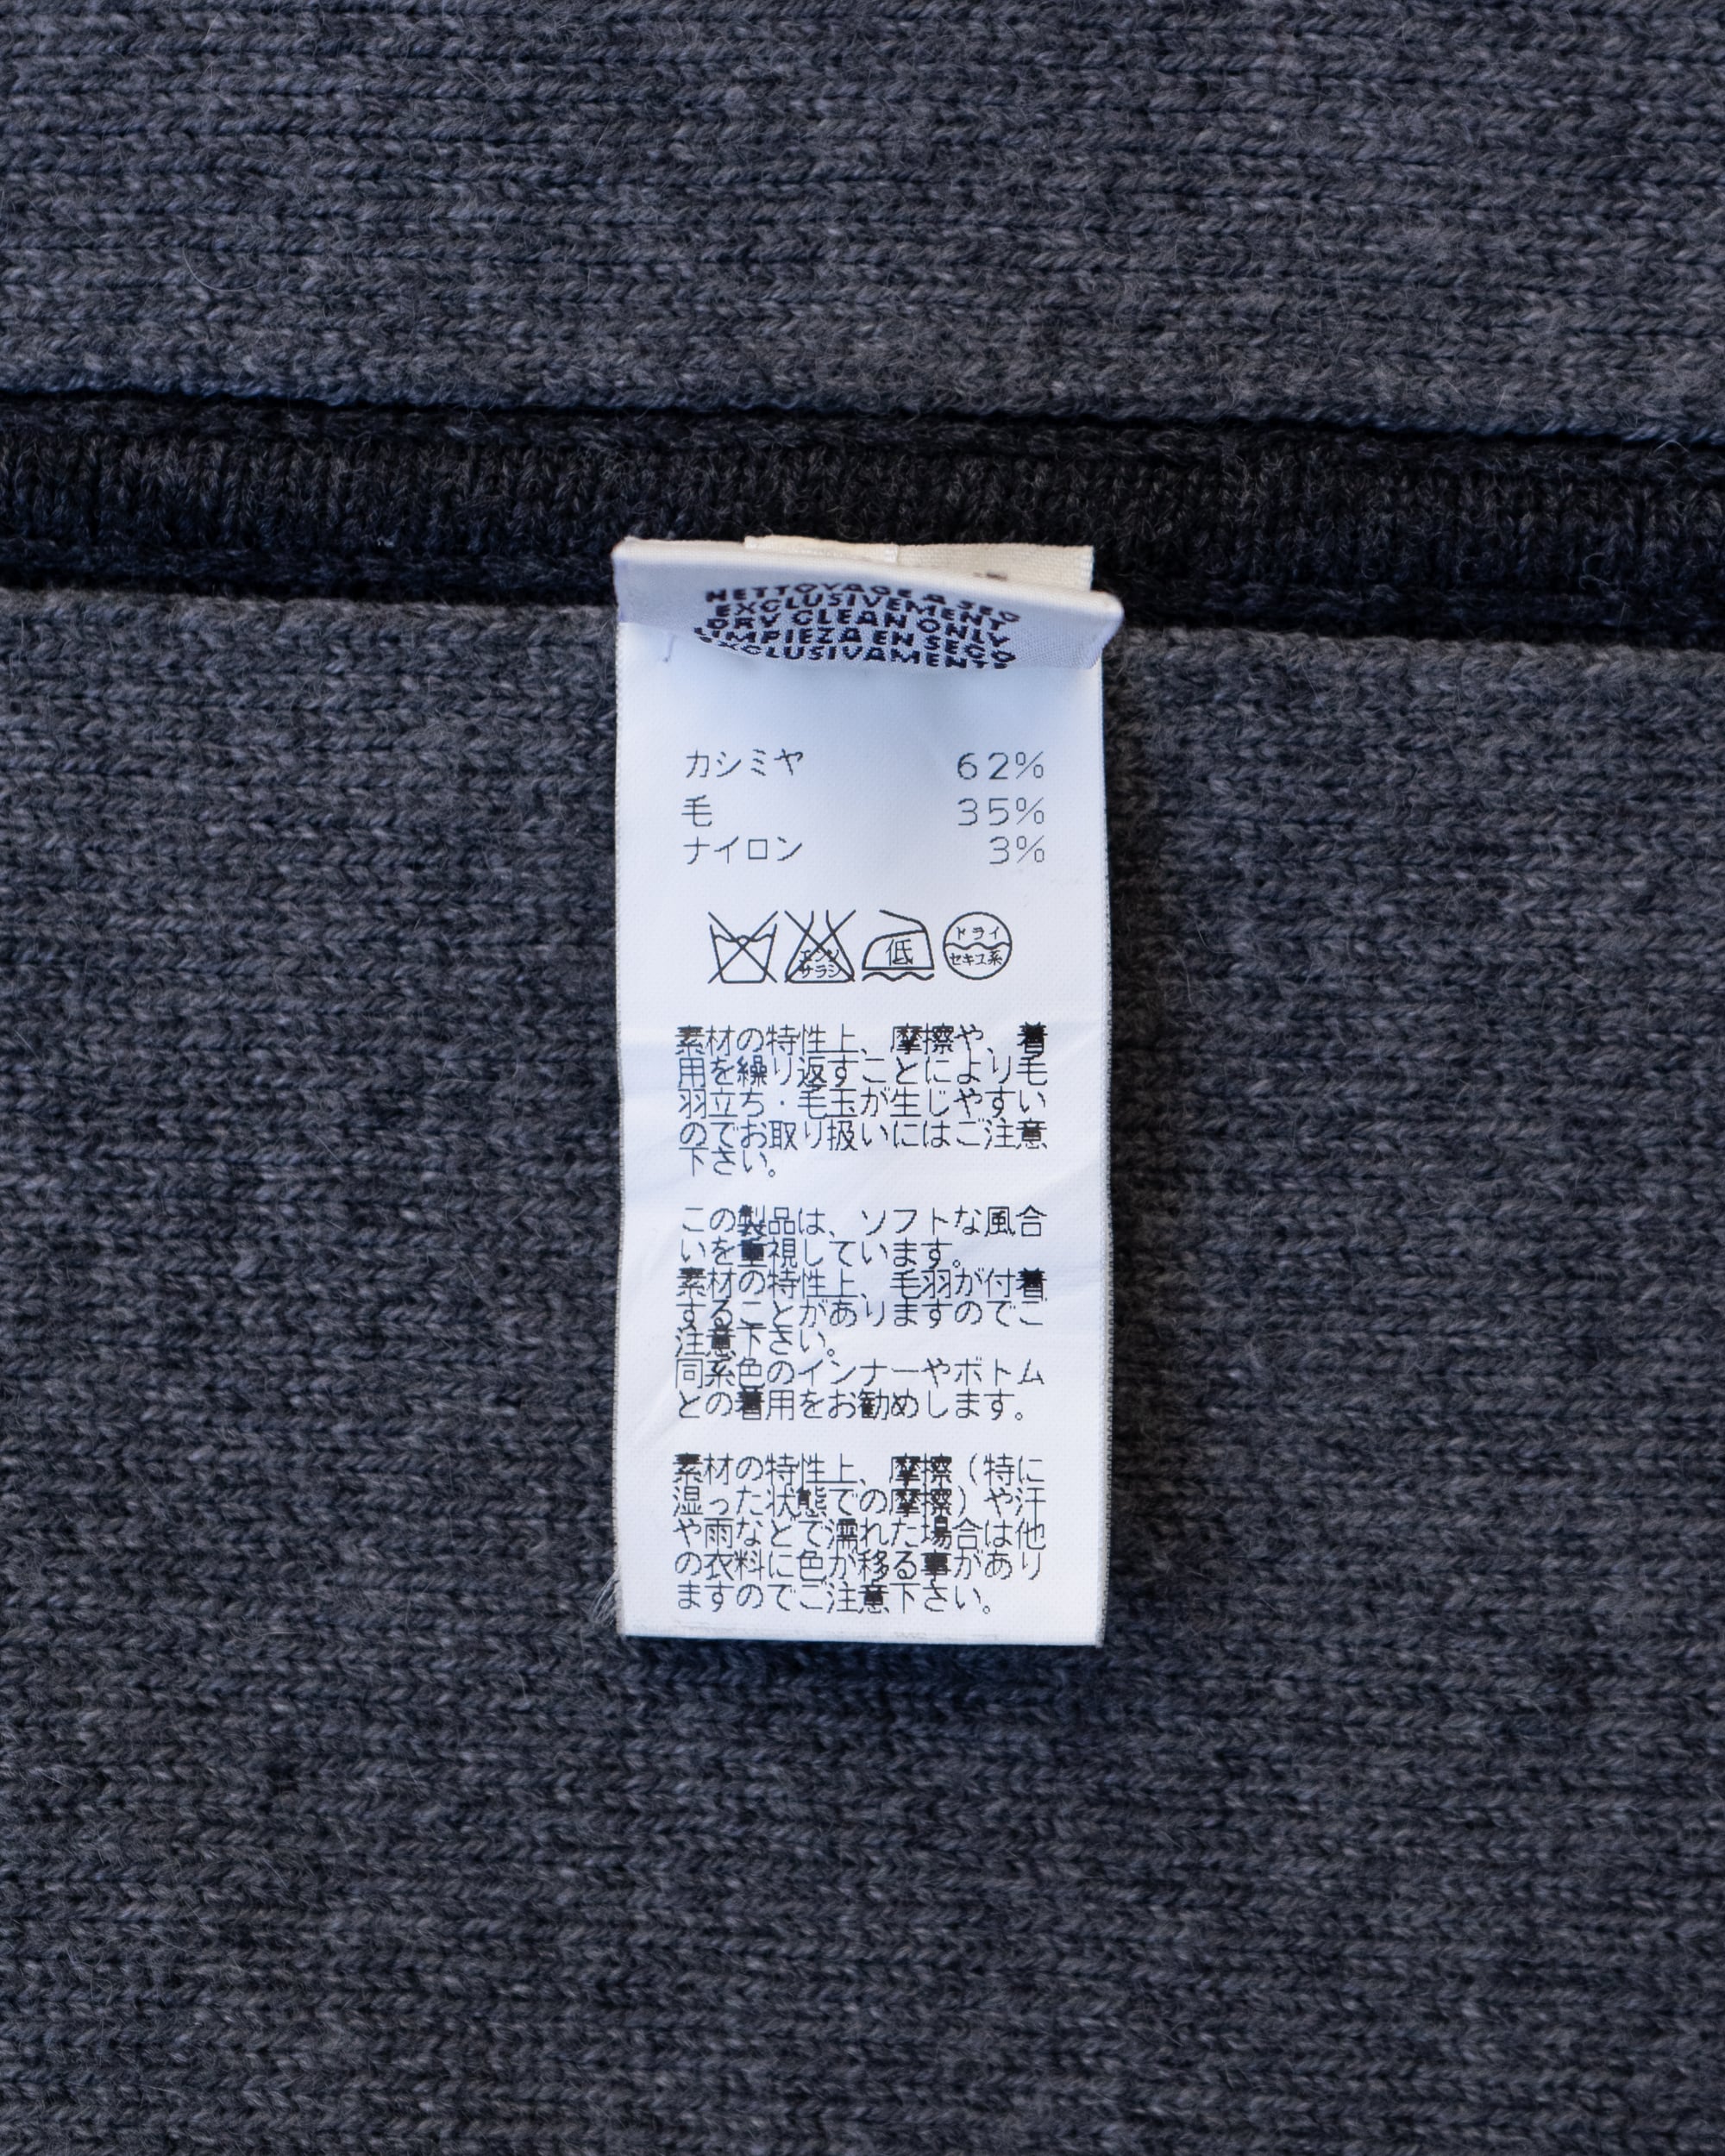 NETTOYAGE A SEC
EXCLUSIVEMENT
DRY CLEAN ONLY
LIMPIEZA EN SECO
EXCLUSIVAMENTE
カシミヤ 62%
毛 35%
ナイロン 3%
エンソ
サラシ
低
ドライ
セキユ系
素材の特性上、摩擦や、着
用を繰り返すことにより毛
羽立ち・毛玉が生じやすい
のでお取り扱いにはご注意
下さい。
この製品は、ソフトな風合
いを重視しています。
素材の特性上、毛羽が付着
することがありますのでご
注意下さい。
同系色のインナーやボトム
との着用をお勧めします。
素材の特性上、摩擦（特に
湿った状態での摩擦）や汗
や雨などで濡れた場合は他
の衣料に色が移る事があり
ますのでご注意下さい。